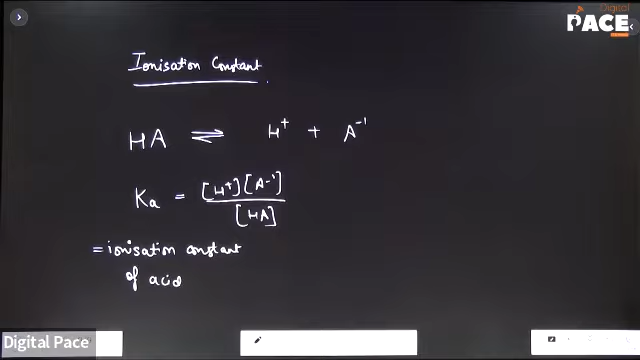 Digital
PACE
Ionisation Constant
HA ⇌ H⁺ + A⁻¹
Ka = [H⁺][A⁻¹] / [HA]
= ionisation constant
of acid
Digital Pace